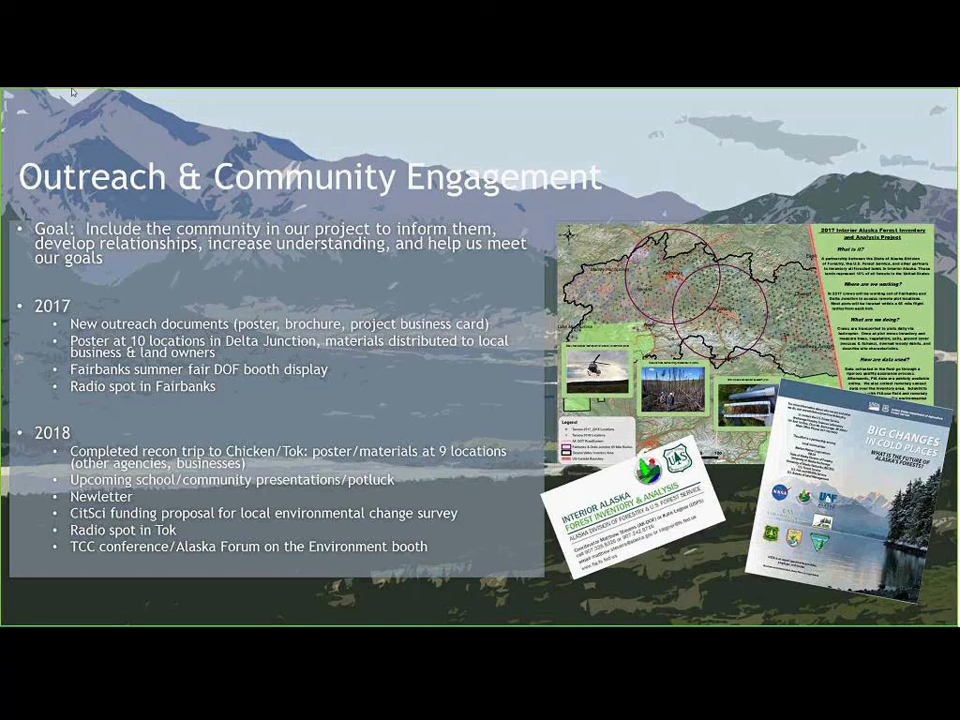 Outreach & Community Engagement
• Goal: Include the community in our project to inform them,
develop relationships, increase understanding, and help us meet
our goals
• 2017
• New outreach documents (poster, brochure, project business card)
• Poster at 10 locations in Delta Junction, materials distributed to local
business & land owners
• Fairbanks summer fair DOF booth display
• Radio spot in Fairbanks
• 2018
• Completed recon trip to Chicken/Tok: poster/materials at 9 locations
(other agencies, businesses)
• Upcoming school/community presentations/potluck
• Newletter
• CitSci funding proposal for local environmental change survey
• Radio spot in Tok
• TCC conference/Alaska Forum on the Environment booth
2017 Interior Alaska Forest Inventory
and Analysis Project
What is it?
Where are we working?
What are we doing?
How are data used?
Legend
INTERIOR ALASKA
FOREST INVENTORY & ANALYSIS
ALASKA DIVISION OF FORESTRY & U.S. FOREST SERVICE
BIG CHANGES
IN COLD PLACES
WHAT IS THE FUTURE OF
ALASKA'S FORESTS?
NASA